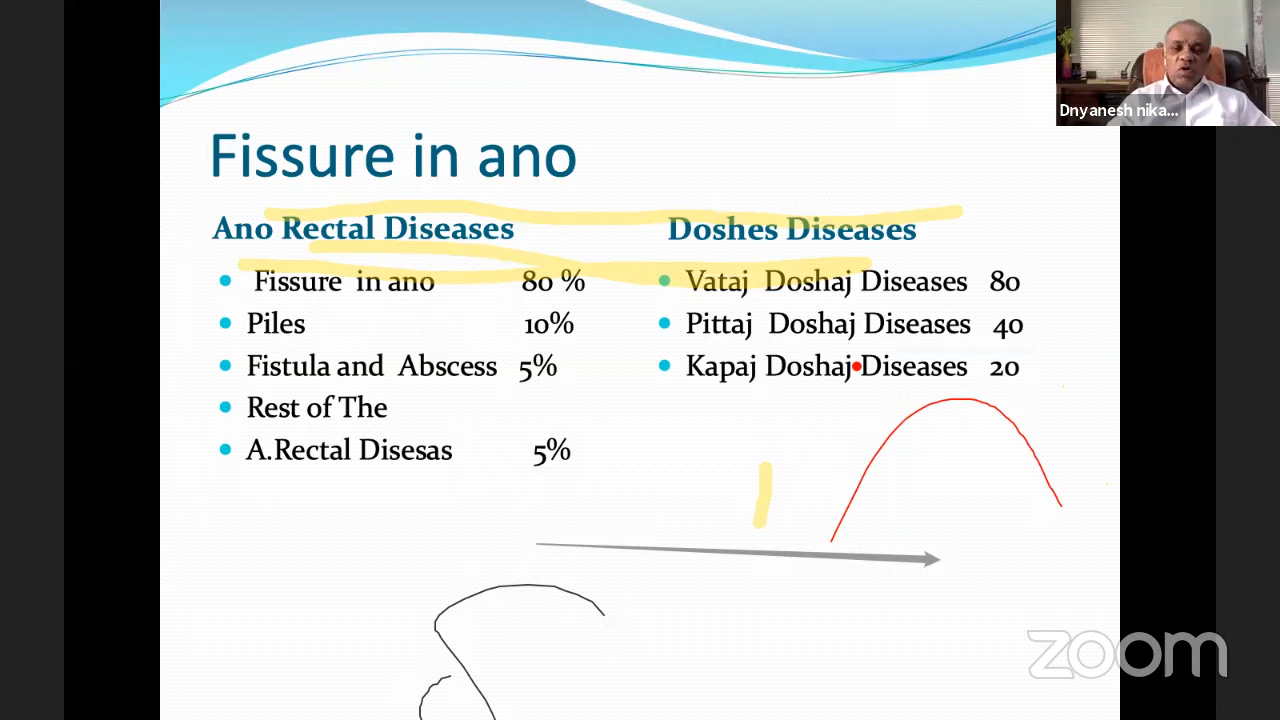 Dnyanesh nika...
Fissure in ano
Ano Rectal Diseases
Fissure in ano 80 %
Piles 10%
Fistula and Abscess 5%
Rest of The
A.Rectal Disesas 5%
Doshes Diseases
Vataj Doshaj Diseases 80
Pittaj Doshaj Diseases 40
Kapaj Doshaj Diseases 20
zoom